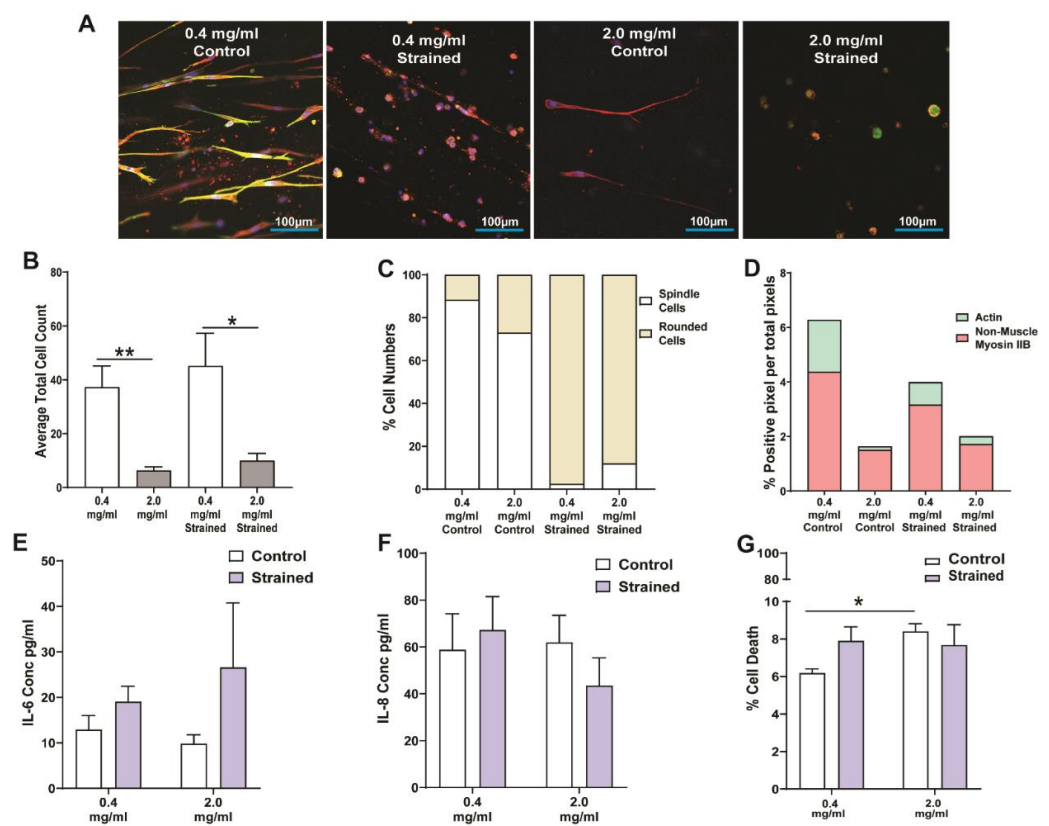 A
0.4 mg/ml
Control
0.4 mg/ml
Strained
2.0 mg/ml
Control
2.0 mg/ml
Strained
100µm
100µm
100µm
100µm
B
Average Total Cell Count
80
60
40
20
0
**
*
0.4
mg/ml
2.0
mg/ml
0.4
mg/ml
Strained
2.0
mg/ml
Strained
C
% Cell Numbers
100
80
60
40
20
0
Spindle
Cells
Rounded
Cells
0.4
mg/ml
Control
2.0
mg/ml
Control
0.4
mg/ml
Strained
2.0
mg/ml
Strained
D
% Positive pixel per total pixels
8
6
4
2
0
Actin
Non-Muscle
Myosin IIB
0.4
mg/ml
Control
2.0
mg/ml
Control
0.4
mg/ml
Strained
2.0
mg/ml
Strained
E
IL-6 Conc pg/ml
50
40
30
20
10
0
Control
Strained
0.4
mg/ml
2.0
mg/ml
F
IL-8 Conc pg/ml
100
80
60
40
20
0
Control
Strained
0.4
mg/ml
2.0
mg/ml
G
% Cell Death
100
80
10
8
6
4
2
0
Control
Strained
*
0.4
mg/ml
2.0
mg/ml